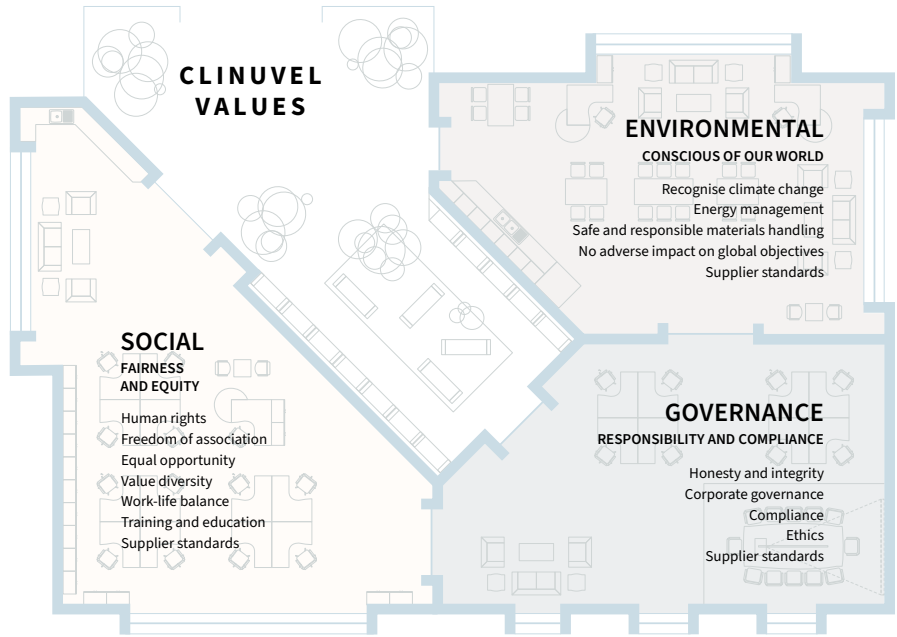 CLINUVEL
VALUES
ENVIRONMENTAL
CONSCIOUS OF OUR WORLD
Recognise climate change
Energy management
Safe and responsible materials handling
No adverse impact on global objectives
Supplier standards
SOCIAL
FAIRNESS
AND EQUITY
Human rights
Freedom of association
Equal opportunity
Value diversity
Work-life balance
Training and education
Supplier standards
GOVERNANCE
RESPONSIBILITY AND COMPLIANCE
Honesty and integrity
Corporate governance
Compliance
Ethics
Supplier standards